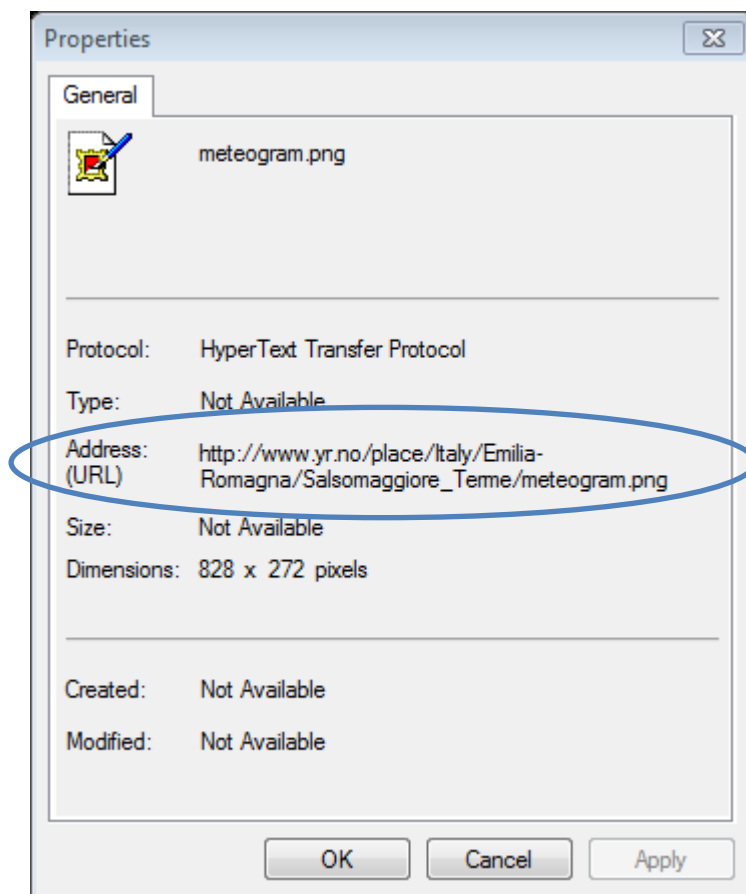 Properties
General
meteogram.png
Protocol: HyperText Transfer Protocol
Type: Not Available
Address: http://www.yr.no/place/Italy/Emilia-
(URL) Romagna/Salsomaggiore_Terme/meteogram.png
Size: Not Available
Dimensions: 828 x 272 pixels
Created: Not Available
Modified: Not Available
OK Cancel Apply